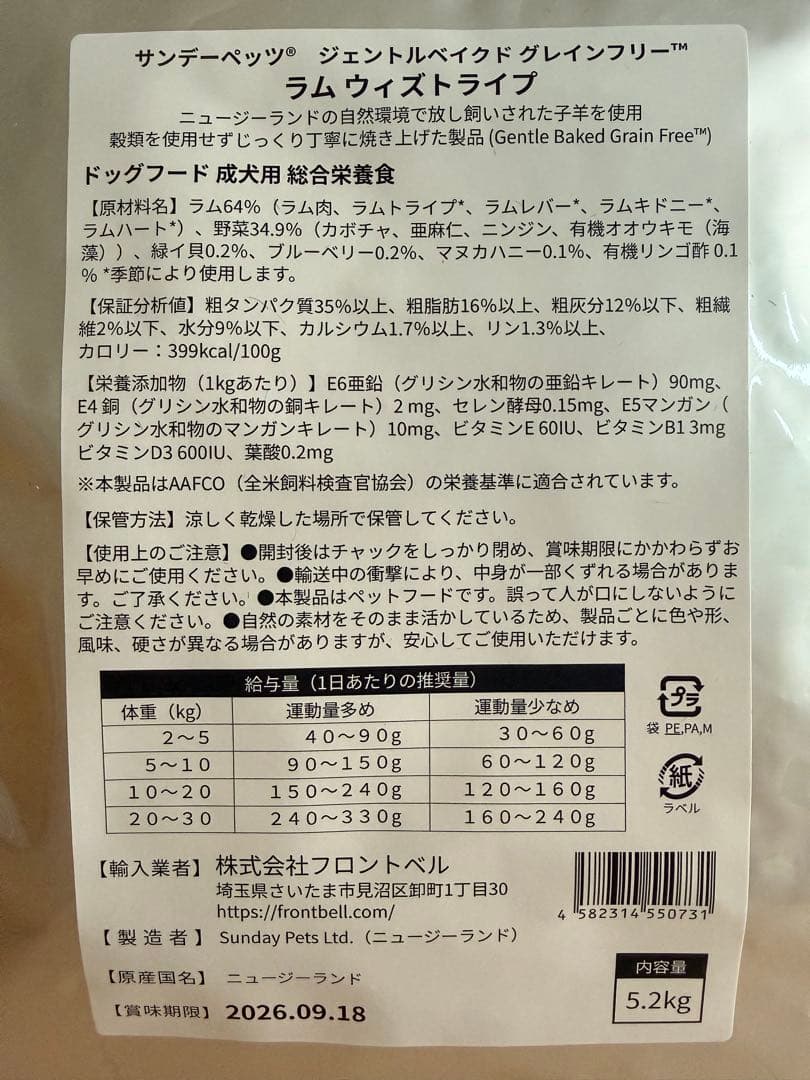 サンデーペッツ® ジェントルベイクド グレインフリー™
ラム ウィズトライプ
ニュージーランドの自然環境で放し飼いされた子羊を使用
穀類を使用せずじっくり丁寧に焼き上げた製品 (Gentle Baked Grain Free™)
ドッグフード 成犬用 総合栄養食
【原材料名】ラム64%（ラム肉、ラムトライプ*、ラムレバー*、ラムキドニー*、
ラムハート*）、野菜34.9%（カボチャ、亜麻仁、ニンジン、有機オオウキモ（海
藻））、緑イ貝0.2%、ブルーベリー0.2%、マヌカハニー0.1%、有機リンゴ酢 0.1
% *季節により使用します。
【保証分析値】粗タンパク質35%以上、粗脂肪16%以上、粗灰分12%以下、粗繊
維2%以下、水分9%以下、カルシウム1.7%以上、リン1.3%以上、
カロリー：399kcal/100g
【栄養添加物（1kgあたり）】E6亜鉛（グリシン水和物の亜鉛キレート）90mg、
E4 銅（グリシン水和物の銅キレート）2 mg、セレン酵母0.15mg、E5マンガン（
グリシン水和物のマンガンキレート）10mg、ビタミンE 60IU、ビタミンB1 3mg
ビタミンD3 600IU、葉酸0.2mg
※本製品はAAFCO（全米飼料検査官協会）の栄養基準に適合されています。
【保管方法】涼しく乾燥した場所で保管してください。
【使用上のご注意】●開封後はチャックをしっかり閉め、賞味期限にかかわらずお
早めにご使用ください。●輸送中の衝撃により、中身が一部くずれる場合がありま
す。ご了承ください。●本製品はペットフードです。誤って人が口にしないように
ご注意ください。●自然の素材をそのまま活かしているため、製品ごとに色や形、
風味、硬さが異なる場合がありますが、安心してご使用いただけます。
給与量（1日あたりの推奨量）
体重（kg） 運動量多め 運動量少なめ
２～５ ４０～９０g ３０～６０g
５～１０ ９０～１５０g ６０～１２０g
１０～２０ １５０～２４０g １２０～１６０g
２０～３０ ２４０～３３０g １６０～２４０g
プラ
袋 PE,PA,M
紙
ラベル
【輸入業者】株式会社フロントベル
埼玉県さいたま市見沼区卸町1丁目30
https://frontbell.com/
【製造者】 Sunday Pets Ltd.（ニュージーランド）
【原産国名】 ニュージーランド
【賞味期限】 2026.09.18
4 582314 550731
内容量
5.2kg